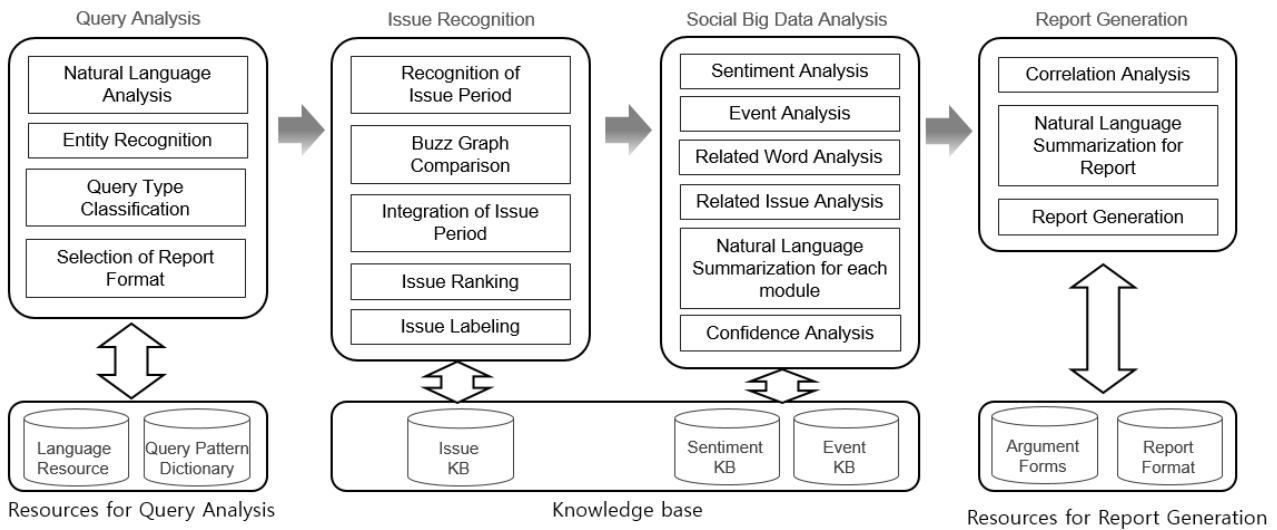 Query Analysis
Natural Language
Analysis
Entity Recognition
Query Type
Classification
Selection of Report
Format
Issue Recognition
Recognition of
Issue Period
Buzz Graph
Comparison
Integration of Issue
Period
Issue Ranking
Issue Labeling
Social Big Data Analysis
Sentiment Analysis
Event Analysis
Related Word Analysis
Related Issue Analysis
Natural Language
Summarization for each
module
Confidence Analysis
Report Generation
Correlation Analysis
Natural Language
Summarization for
Report
Report Generation
Language
Resource
Query Pattern
Dictionary
Resources for Query Analysis
Issue
KB
Sentiment
KB
Event
KB
Knowledge base
Argument
Forms
Report
Format
Resources for Report Generation